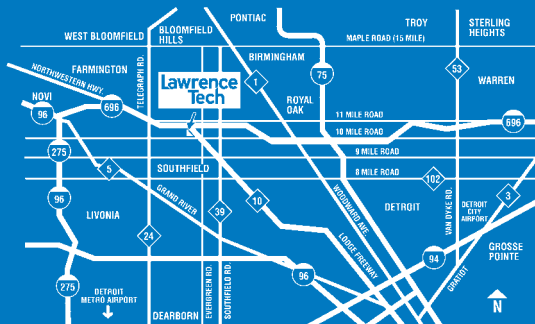 PONTIAC
TROY
STERLING
HEIGHTS
WEST BLOOMFIELD
BLOOMFIELD
HILLS
MAPLE ROAD (15 MILE)
BIRMINGHAM
FARMINGTON
NORTHWESTERN HWY.
TELEGRAPH RD.
Lawrence
Tech
75
53
WARREN
1
ROYAL
OAK
NOVI
96
696
11 MILE ROAD
696
10 MILE ROAD
275
9 MILE ROAD
5
SOUTHFIELD
8 MILE ROAD
102
96
GRAND RIVER
10
WOODWARD AVE.
DETROIT
VAN DYKE RD.
DETROIT
CITY
AIRPORT
3
LIVONIA
39
24
LODGE FREEWAY
94
GROSSE
POINTE
96
GRATIOT
275
DETROIT
METRO AIRPORT
EVERGREEN RD.
SOUTHFIELD RD.
DEARBORN
N